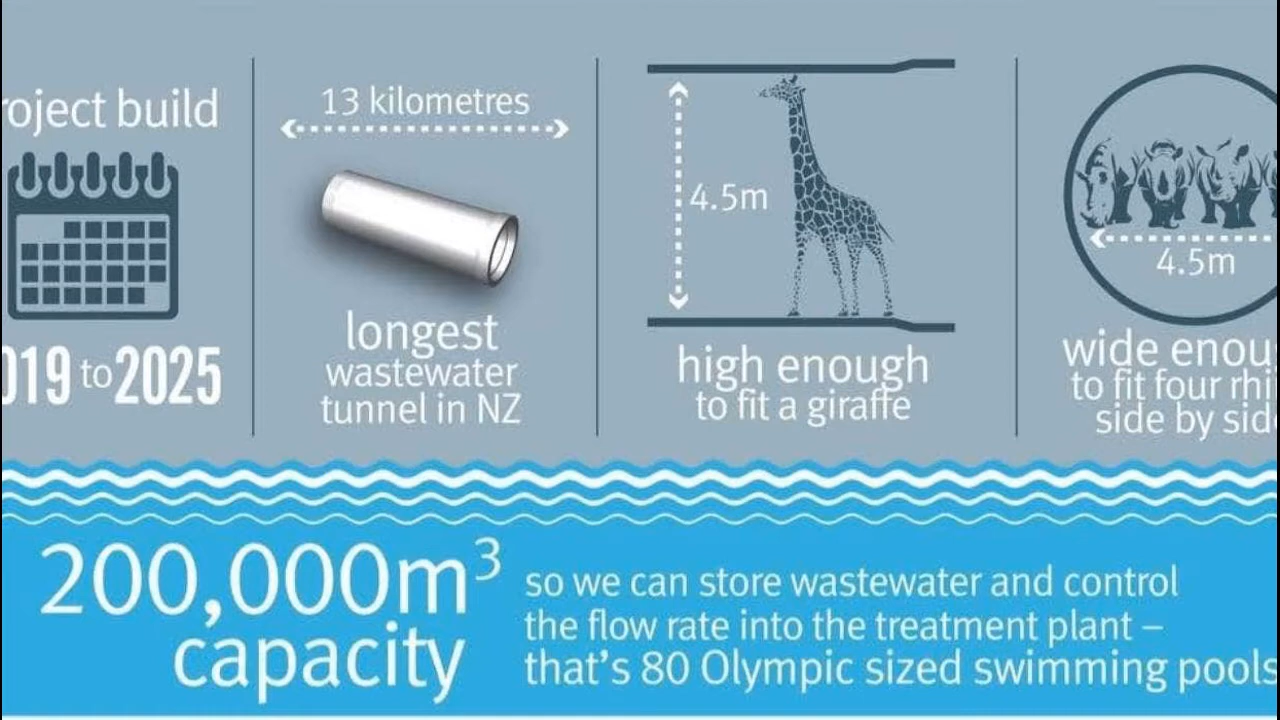 roject build
019 to 2025
13 kilometres
longest
wastewater
tunnel in NZ
4.5m
high enough
to fit a giraffe
4.5m
wide enou
to fit four rhi
side by side
200,000m³
capacity
so we can store wastewater and control
the flow rate into the treatment plant –
that's 80 Olympic sized swimming pools